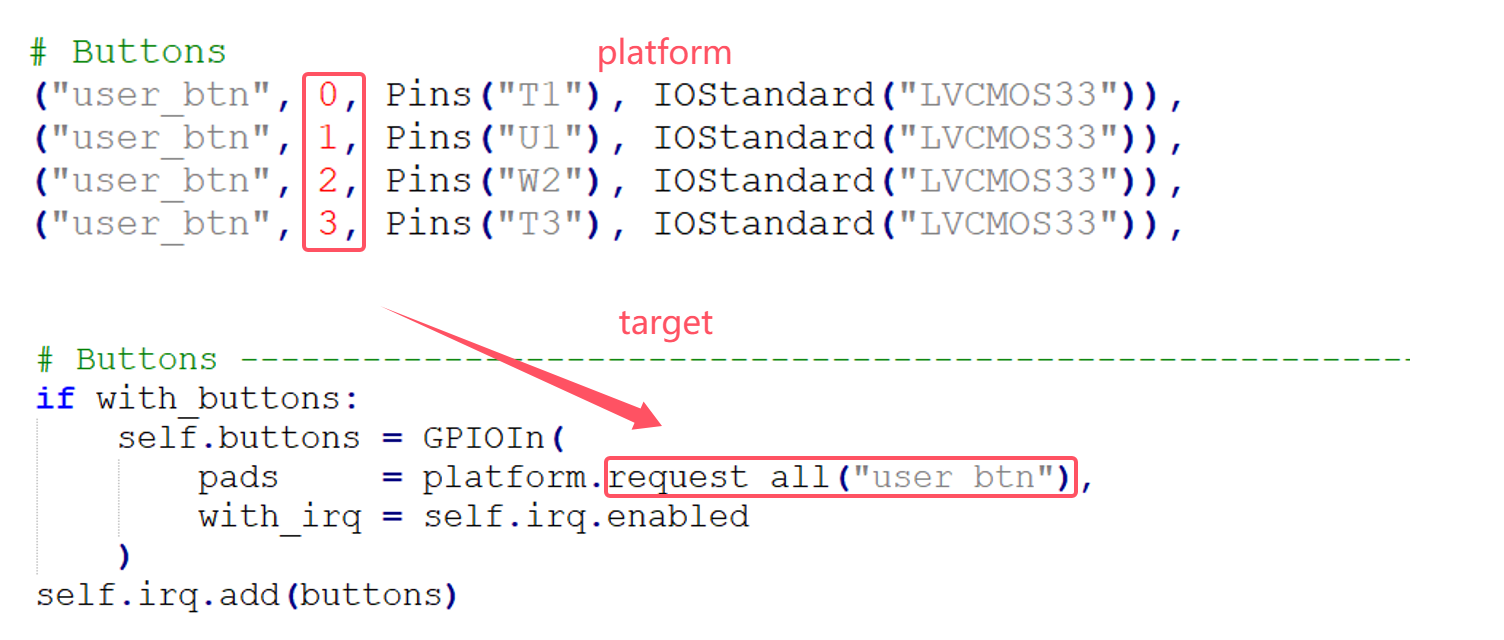 # Buttons
platform
("user_btn", 0, Pins("T1"), IOStandard("LVCMOS33")),
("user_btn", 1, Pins("U1"), IOStandard("LVCMOS33")),
("user_btn", 2, Pins("W2"), IOStandard("LVCMOS33")),
("user_btn", 3, Pins("T3"), IOStandard("LVCMOS33")),
target
# Buttons ------------------------------------------------------------
if with_buttons:
    self.buttons = GPIOIn(
        pads     = platform.request_all("user_btn"),
        with_irq = self.irq.enabled
    )
self.irq.add(buttons)